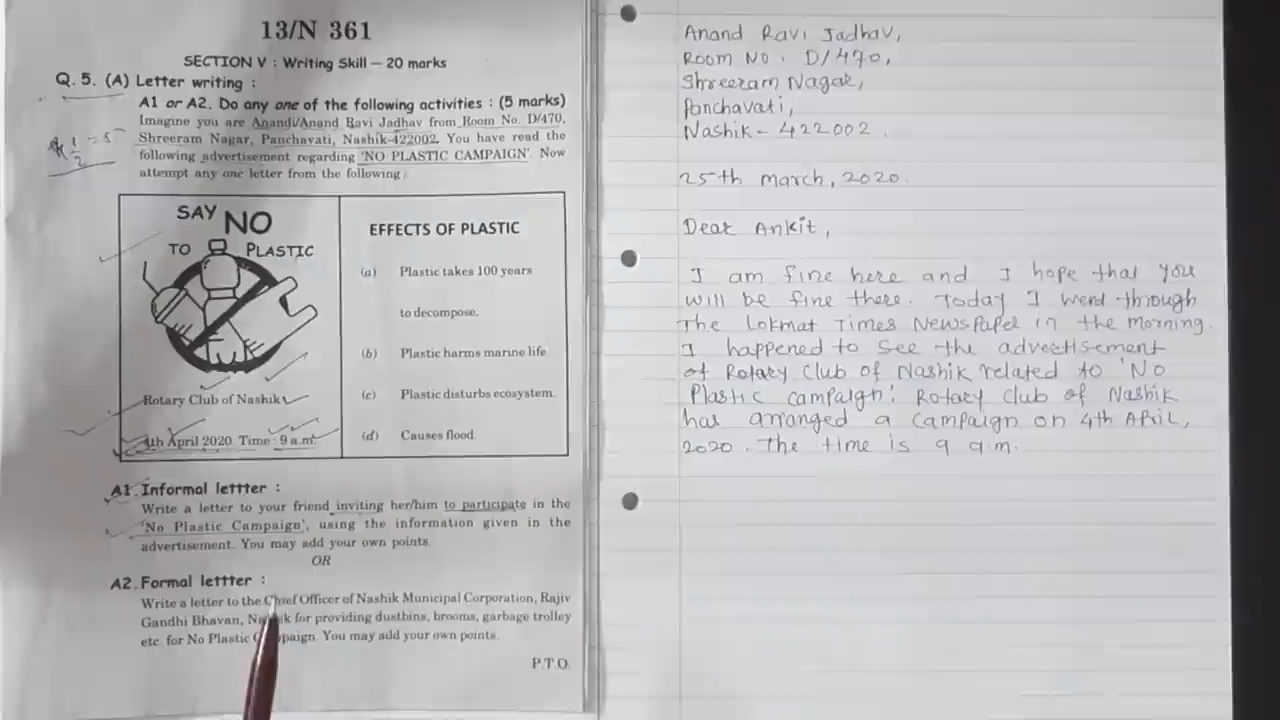 13/N 361
SECTION V : Writing Skill – 20 marks
Q. 5. (A) Letter writing :
A1 or A2. Do any one of the following activities : (5 marks)
Imagine you are Anandi/Anand Ravi Jadhav from Room No. D/470,
Shreeram Nagar, Panchavati, Nashik-422002. You have read the
following advertisement regarding 'NO PLASTIC CAMPAIGN'. Now
attempt any one letter from the following :
SAY NO
TO PLASTIC
Rotary Club of Nashik
4th April 2020 Time : 9 a.m.
EFFECTS OF PLASTIC
(a) Plastic takes 100 years
to decompose.
(b) Plastic harms marine life
(c) Plastic disturbs ecosystem.
(d) Causes flood.
A1. Informal lettter :
Write a letter to your friend inviting her/him to participate in the
'No Plastic Campaign', using the information given in the
advertisement. You may add your own points.
OR
A2. Formal lettter :
Write a letter to the Chief Officer of Nashik Municipal Corporation, Rajiv
Gandhi Bhavan, for providing dustbins, brooms, garbage trolley
etc. for No Plastic You may add your own points.
P.T.O.
Anand Ravi Jadhav,
Room No. D/470,
Shreeram Nagar,
Panchavati,
Nashik - 422002.
25th march, 2020.
Dear Ankit,
I am fine here and I hope that you
will be fine there. Today I went through
The Lokmat Times Newspaper in the morning.
I happened to see the advertisement
of Rotary Club of Nashik related to 'No
Plastic campaign'. Rotary Club of Nashik
has arranged a campaign on 4th April,
2020. The time is 9 a.m.